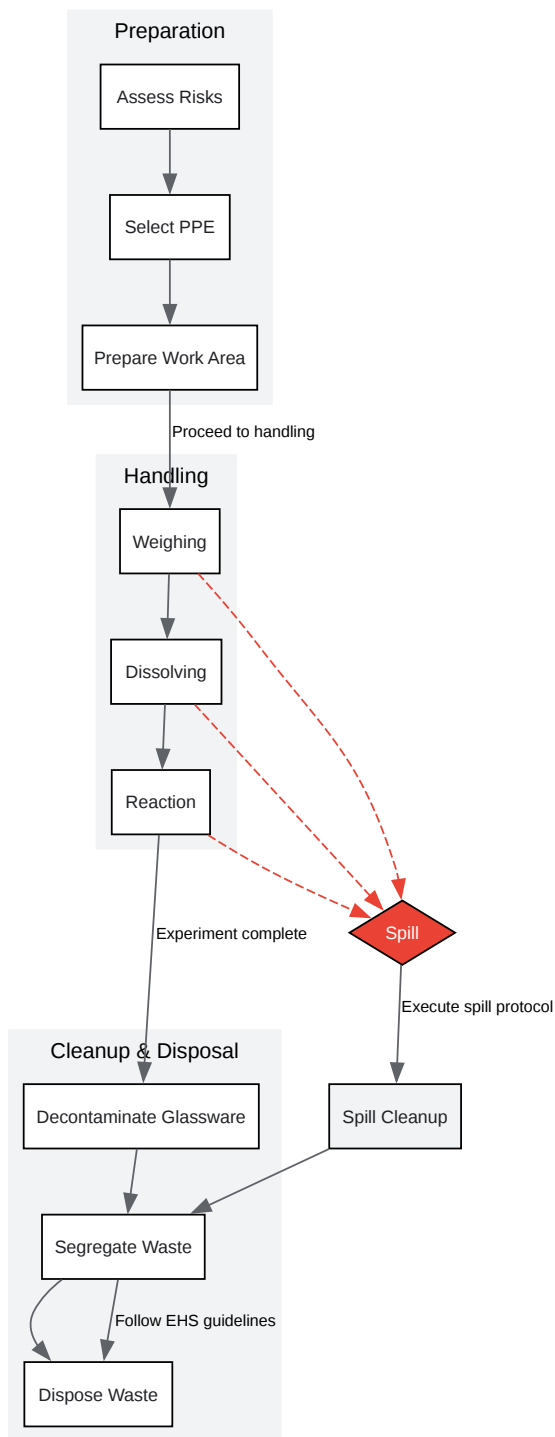 Preparation
Assess Risks
Select PPE
Prepare Work Area
Proceed to handling
Handling
Weighing
Dissolving
Reaction
Experiment complete
Spill
Execute spill protocol
Cleanup & Disposal
Decontaminate Glassware
Spill Cleanup
Segregate Waste
Follow EHS guidelines
Dispose Waste